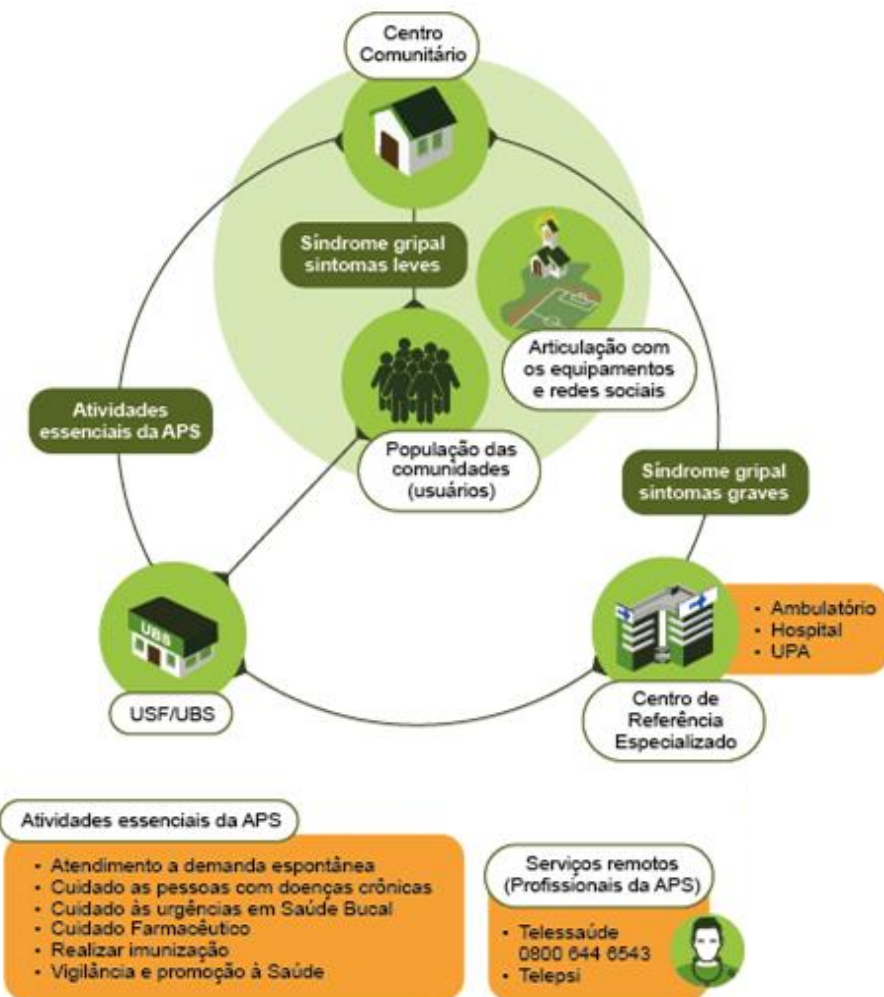 Centro
Comunitário
Síndrome gripal
sintomas leves
Articulação com
os equipamentos
e redes sociais
Atividades
essenciais da APS
População das
comunidades
(usuários)
Síndrome gripal
sintomas graves
UBS
USF/UBS
• Ambulatório
• Hospital
• UPA
Centro de
Referência
Especializado
Atividades essenciais da APS
• Atendimento a demanda espontânea
• Cuidado as pessoas com doenças crônicas
• Cuidado às urgências em Saúde Bucal
• Cuidado Farmacêutico
• Realizar imunização
• Vigilância e promoção à Saúde
Serviços remotos
(Profissionais da APS)
• Telessaúde
0800 644 6543
• Telepsi